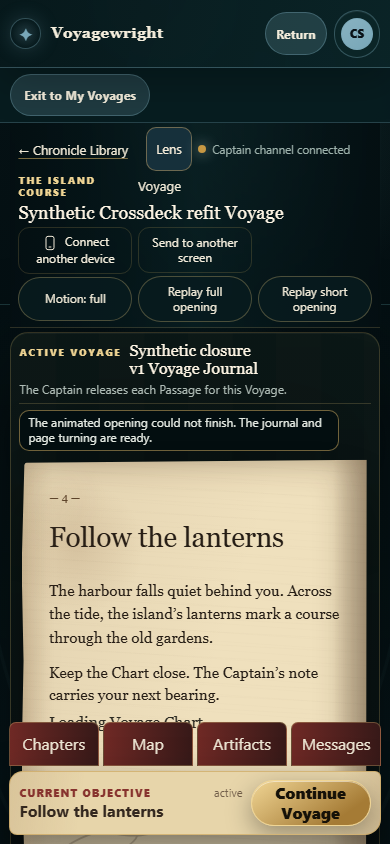 Voyagewright
Return
CS
Exit to My Voyages
← Chronicle Library
Lens
Captain channel connected
THE ISLAND
COURSE
Voyage
Synthetic Crossdeck refit Voyage
Connect
another device
Send to another
screen
Motion: full
Replay full
opening
Replay short
opening
ACTIVE VOYAGE
Synthetic closure
v1 Voyage Journal
The Captain releases each Passage for this Voyage.
The animated opening could not finish. The journal and
page turning are ready.
— 4 —
Follow the lanterns
The harbour falls quiet behind you. Across
the tide, the island’s lanterns mark a course
through the old gardens.
Keep the Chart close. The Captain’s note
carries your next bearing.
Loading Voyage Chart
Chapters
Map
Artifacts
Messages
CURRENT OBJECTIVE
active
Follow the lanterns
Continue
Voyage